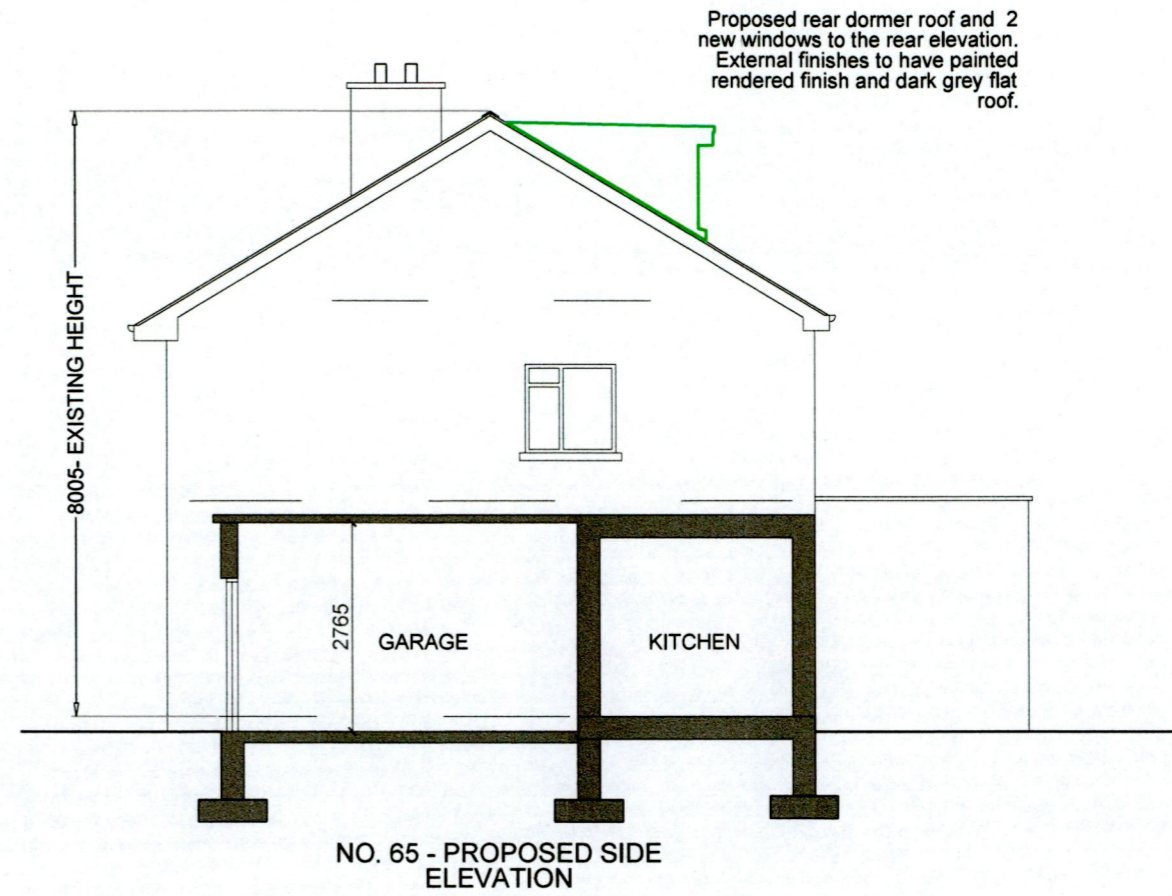 Proposed rear dormer roof and 2
new windows to the rear elevation.
External finishes to have painted
rendered finish and dark grey flat
roof.
8005- EXISTING HEIGHT
2765
GARAGE
KITCHEN
NO. 65 - PROPOSED SIDE
ELEVATION